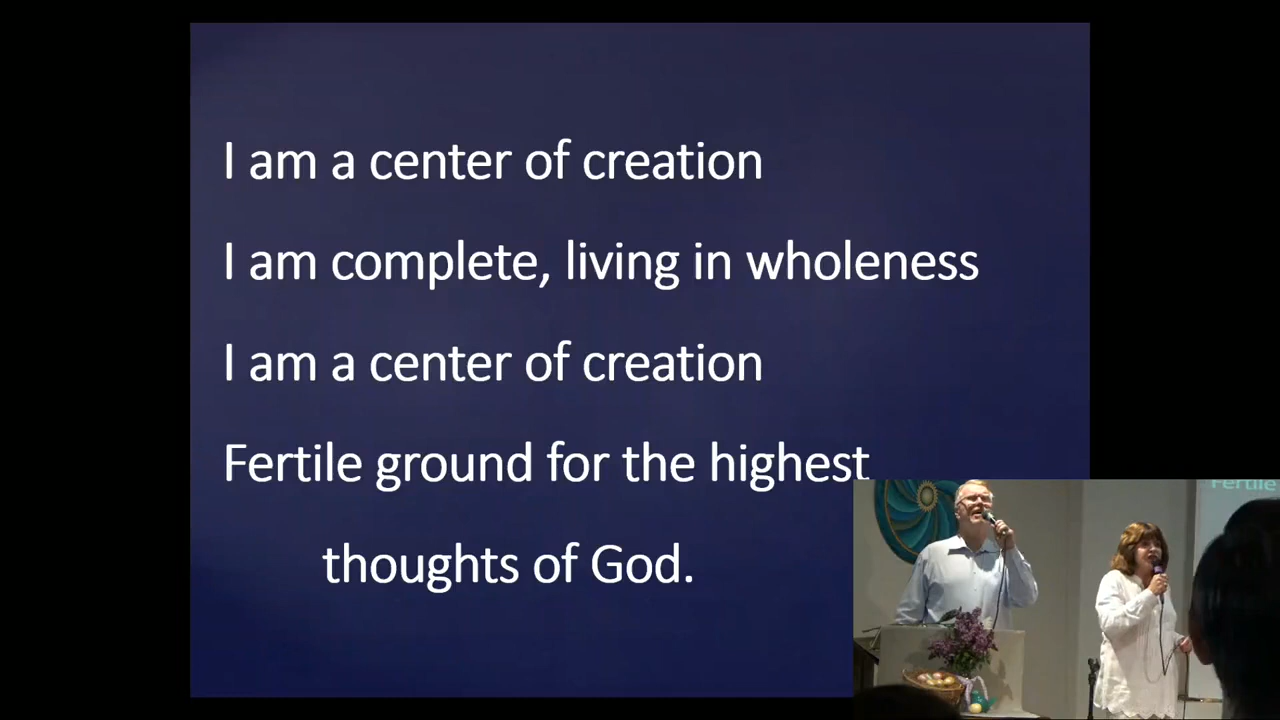 I am a center of creation
I am complete, living in wholeness
I am a center of creation
Fertile ground for the highest
thoughts of God.
Fertile